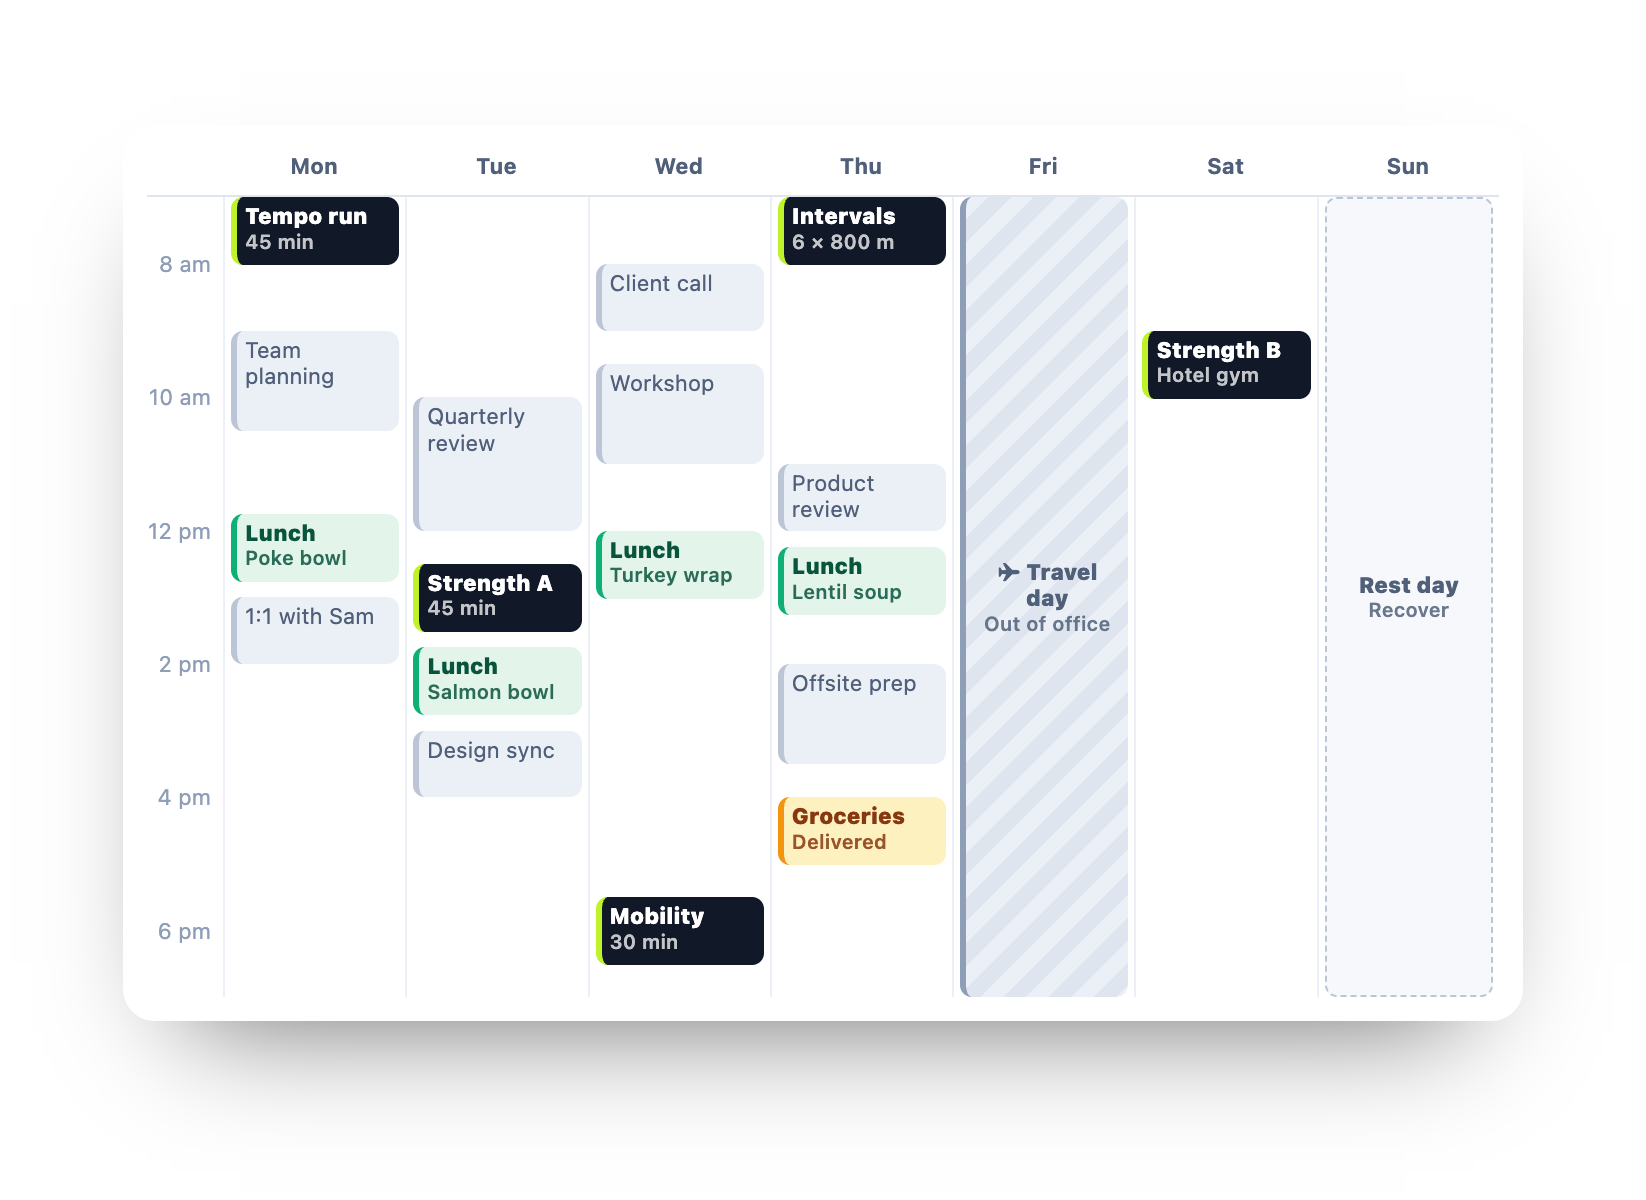 Mon
Tue
Wed
Thu
Fri
Sat
Sun
8 am
10 am
12 pm
2 pm
4 pm
6 pm
Tempo run
45 min
Team
planning
Lunch
Poke bowl
1:1 with Sam
Quarterly
review
Strength A
45 min
Lunch
Salmon bowl
Design sync
Client call
Workshop
Lunch
Turkey wrap
Mobility
30 min
Intervals
6 × 800 m
Product
review
Lunch
Lentil soup
Offsite prep
Groceries
Delivered
✈ Travel
day
Out of office
Strength B
Hotel gym
Rest day
Recover